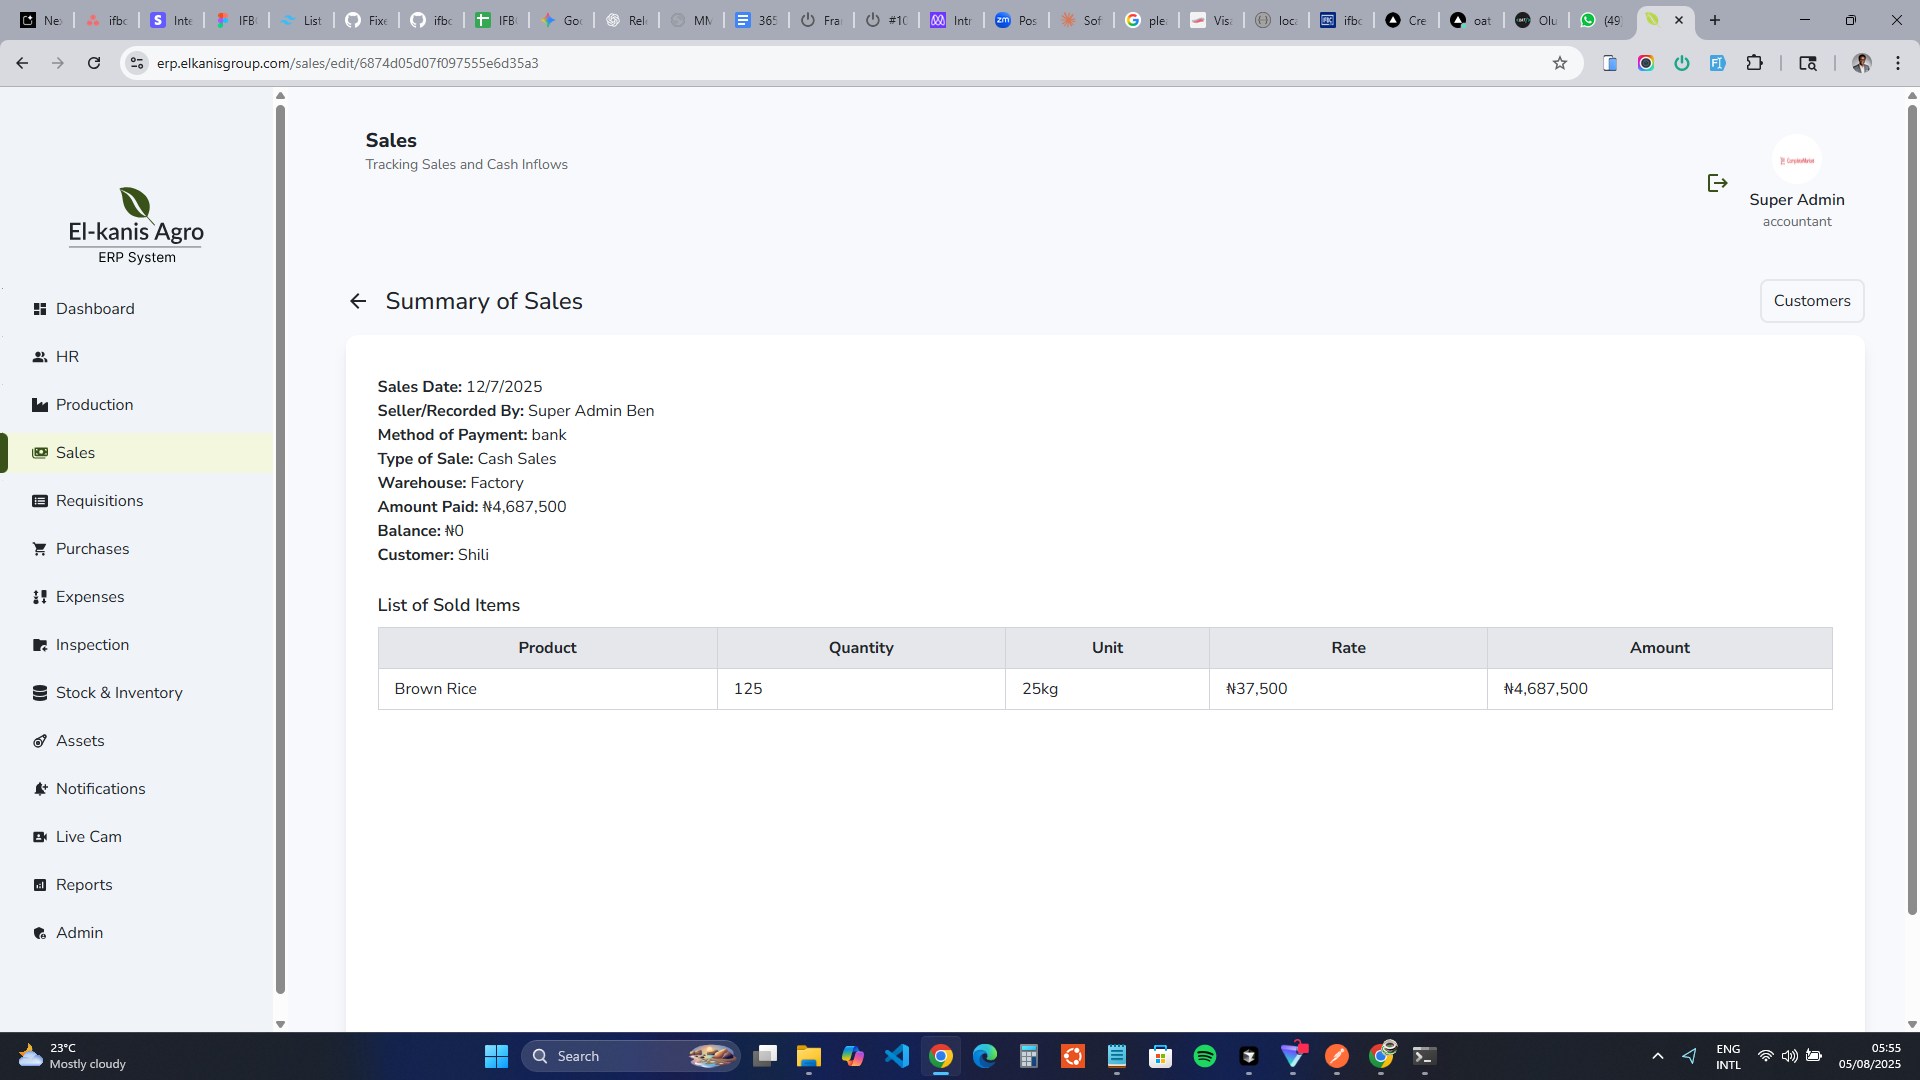 Nex
ifbc
Inte
IFBC
List
Fixe
ifbc
IFB
Goo
Rele
MM
365
Fra
#10
Intr
Pos
Sof
ple
Visa
loca
ifbc
Cre
oat
Olu
(49)
erp.elkanisgroup.com/sales/edit/6874d05d07f097555e6d35a3
El-kanis Agro
ERP System
Dashboard
HR
Production
Sales
Requisitions
Purchases
Expenses
Inspection
Stock & Inventory
Assets
Notifications
Live Cam
Reports
Admin
Sales
Tracking Sales and Cash Inflows
Super Admin
accountant
Summary of Sales
Customers
Sales Date: 12/7/2025
Seller/Recorded By: Super Admin Ben
Method of Payment: bank
Type of Sale: Cash Sales
Warehouse: Factory
Amount Paid: ₦4,687,500
Balance: ₦0
Customer: Shili
List of Sold Items
Product Quantity Unit Rate Amount
Brown Rice 125 25kg ₦37,500 ₦4,687,500
23°C
Mostly cloudy
Search
ENG
INTL
05:55
05/08/2025